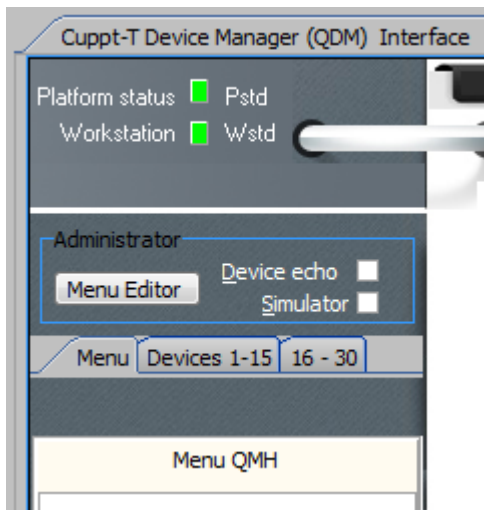 Cuppt-T Device Manager (QDM) Interface
Platform status Pstd
Workstation Wstd
Administrator
Menu Editor
Device echo
Simulator
Menu Devices 1-15 16 - 30
Menu QMH